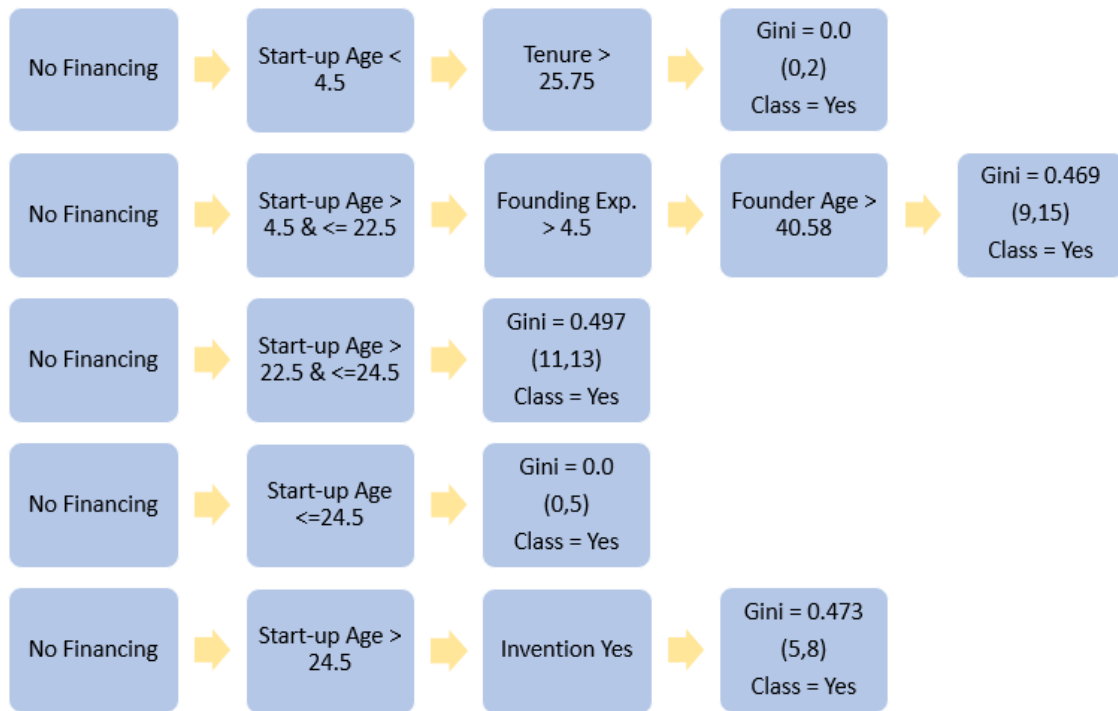 No Financing
Start-up Age <
4.5
Tenure >
25.75
Gini = 0.0
(0,2)
Class = Yes
No Financing
Start-up Age >
4.5 & <= 22.5
Founding Exp.
> 4.5
Founder Age >
40.58
Gini = 0.469
(9,15)
Class = Yes
No Financing
Start-up Age >
22.5 & <=24.5
Gini = 0.497
(11,13)
Class = Yes
No Financing
Start-up Age
<=24.5
Gini = 0.0
(0,5)
Class = Yes
No Financing
Start-up Age >
24.5
Invention Yes
Gini = 0.473
(5,8)
Class = Yes